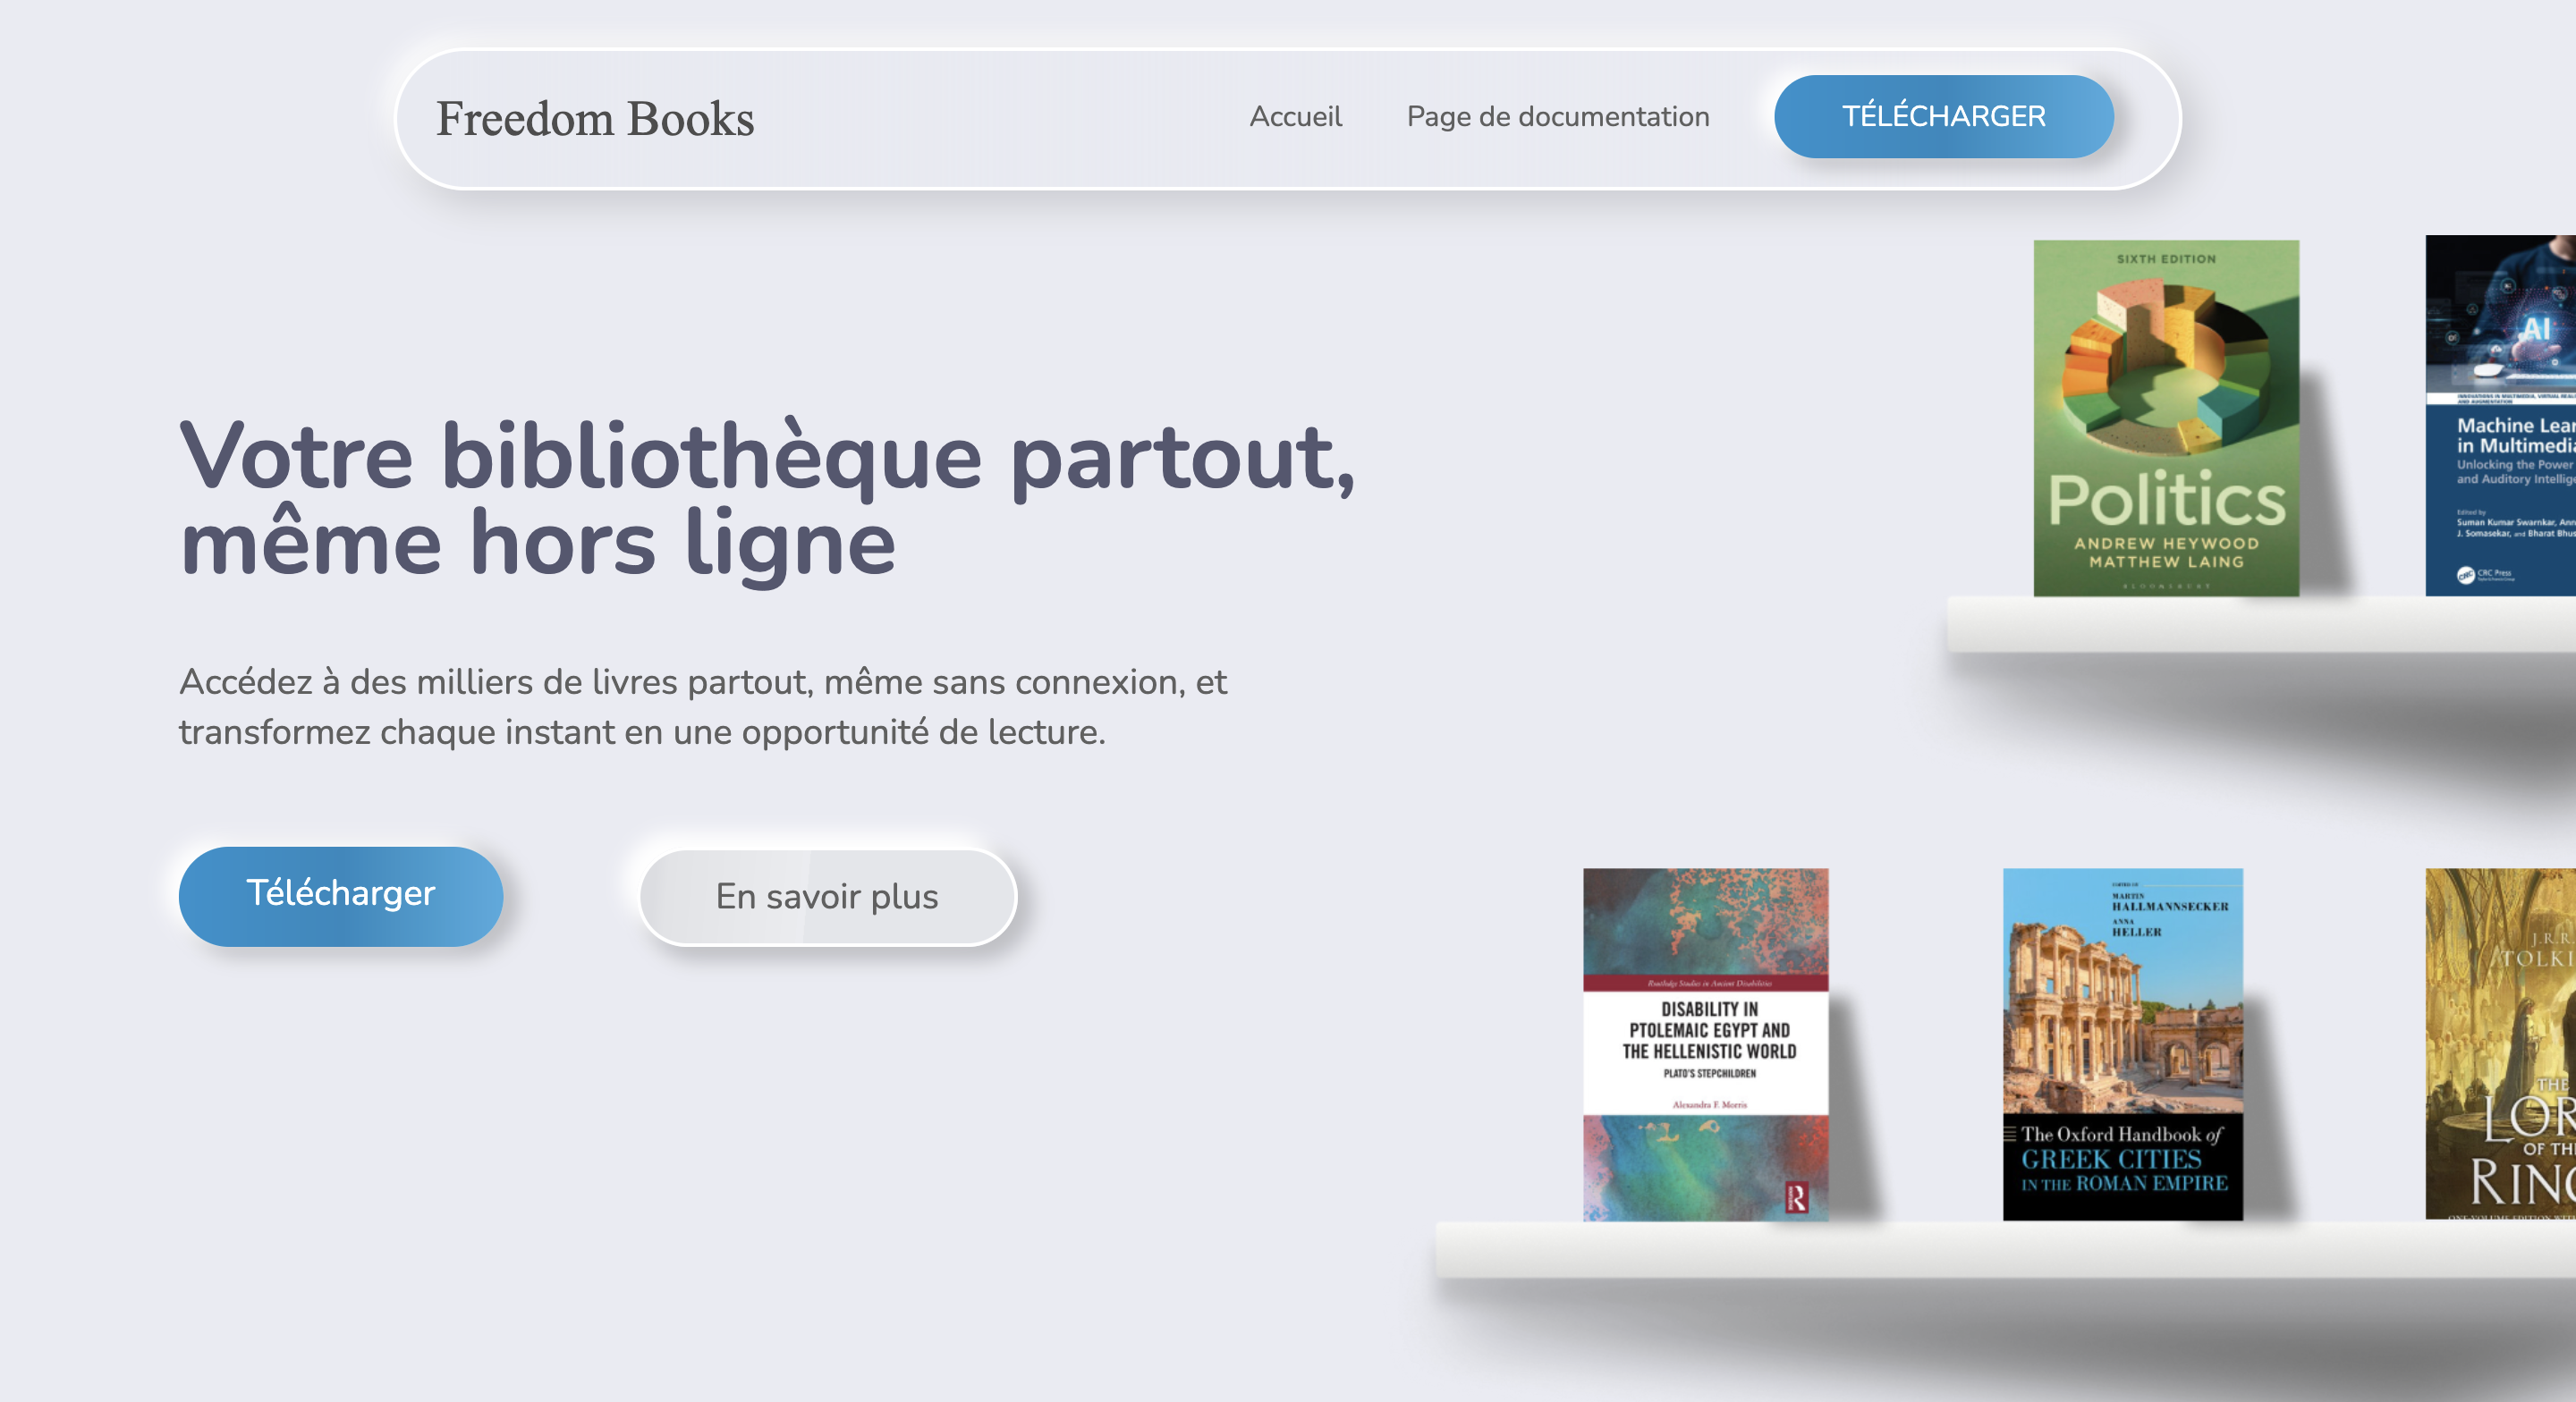 Freedom Books
Accueil
Page de documentation
TÉLÉCHARGER
Votre bibliothèque partout,
même hors ligne
Accédez à des milliers de livres partout, même sans connexion, et
transformez chaque instant en une opportunité de lecture.
Télécharger
En savoir plus
SIXTH EDITION
Politics
ANDREW HEYWOOD
MATTHEW LAING
BLOOMSBURY
AI
Machine Lear
in Multimedia
Unlocking the Power
and Auditory Intellige
Edited by
Suman Kumar Swarnkar, Ann
J. Somasekar, and Bharat Bhus
CRC
CRC Press
Routledge Studies in Ancient Disabilities
DISABILITY IN
PTOLEMAIC EGYPT AND
THE HELLENISTIC WORLD
PLATO'S STEPCHILDREN
Alexandra F. Morris
R
MARTIN
HALLMANNSECKER
ANNA
HELLER
The Oxford Handbook of
GREEK CITIES
IN THE ROMAN EMPIRE
J.R.R.
TOLKI
THE
LOR
OF TH
RING